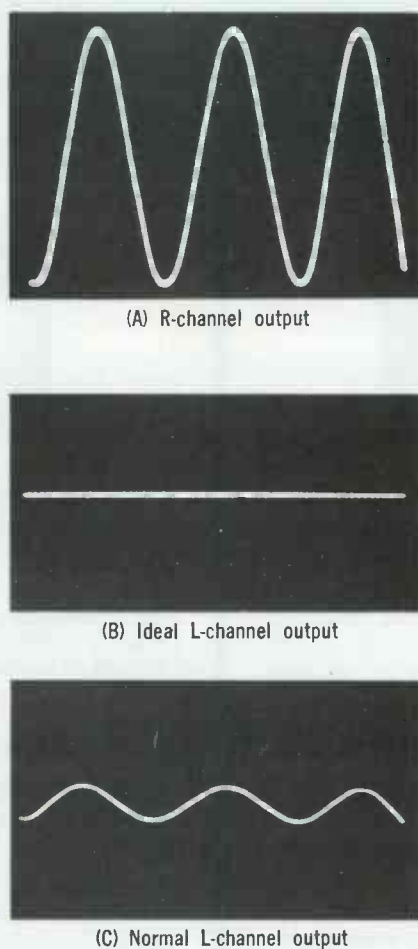 (A) R-channel output
(B) Ideal L-channel output
(C) Normal L-channel output